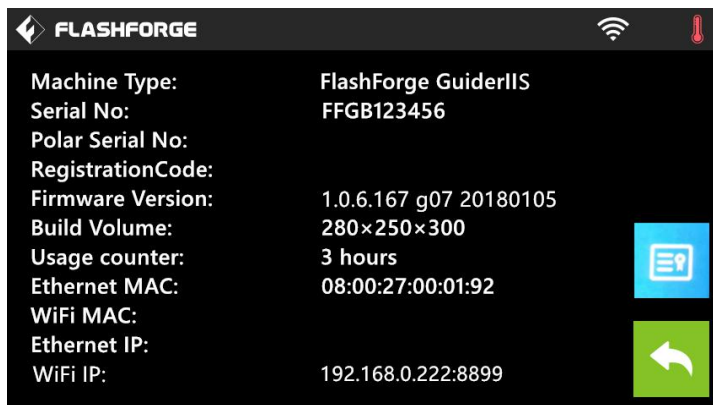 FLASHFORGE
Machine Type: FlashForge GuiderIIS
Serial No: FFGB123456
Polar Serial No:
RegistrationCode:
Firmware Version: 1.0.6.167 g07 20180105
Build Volume: 280×250×300
Usage counter: 3 hours
Ethernet MAC: 08:00:27:00:01:92
WiFi MAC:
Ethernet IP:
WiFi IP: 192.168.0.222:8899